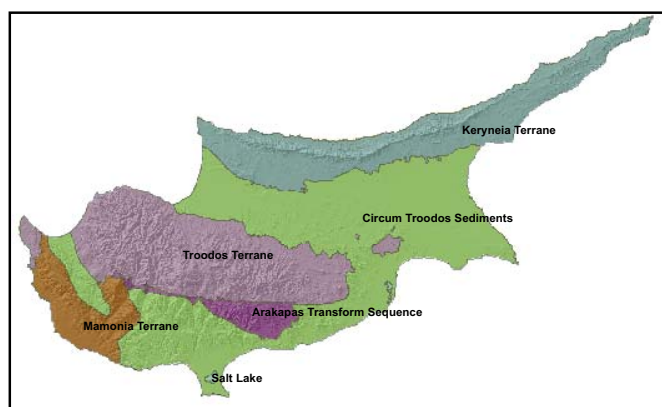 Keryneia Terrane
Circum Troodos Sediments
Troodos Terrane
Arakapas Transform Sequence
Mamonia Terrane
Salt Lake